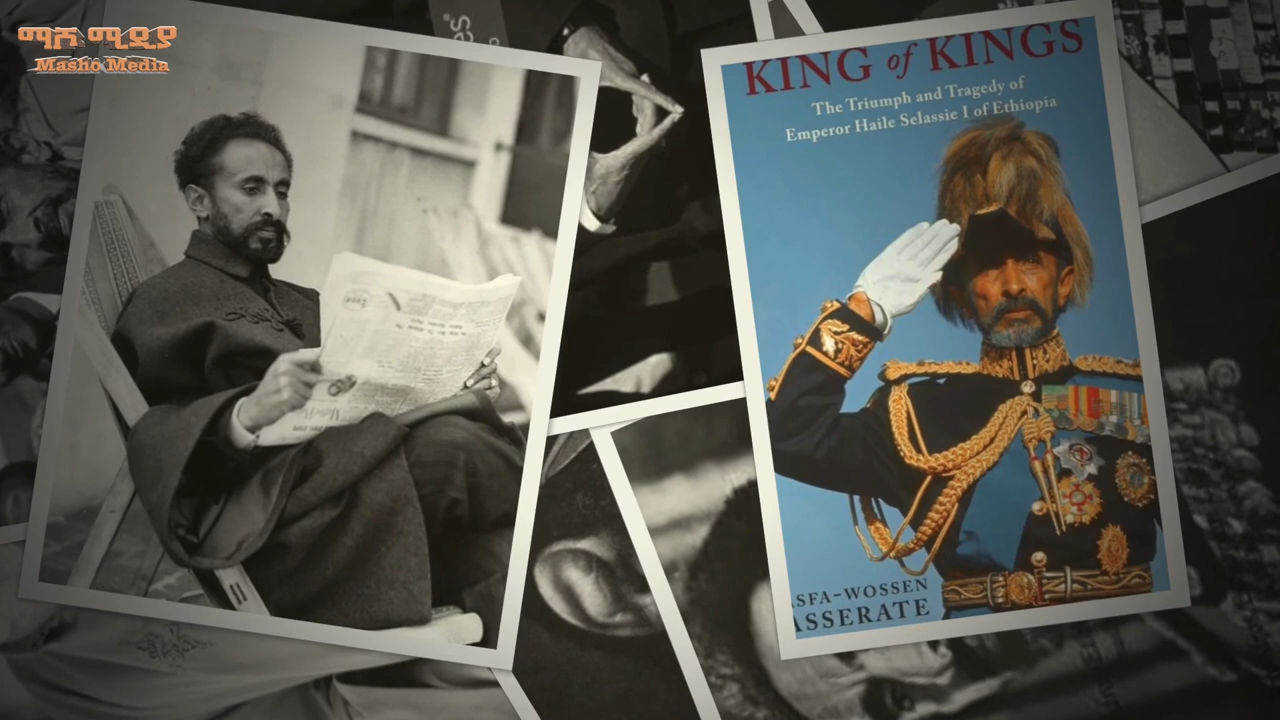 ማሾ ሚዲያ
Masho Media
KING of KINGS
The Triumph and Tragedy of
Emperor Haile Selassie I of Ethiopia
SFA-WOSSEN
ASSERATE